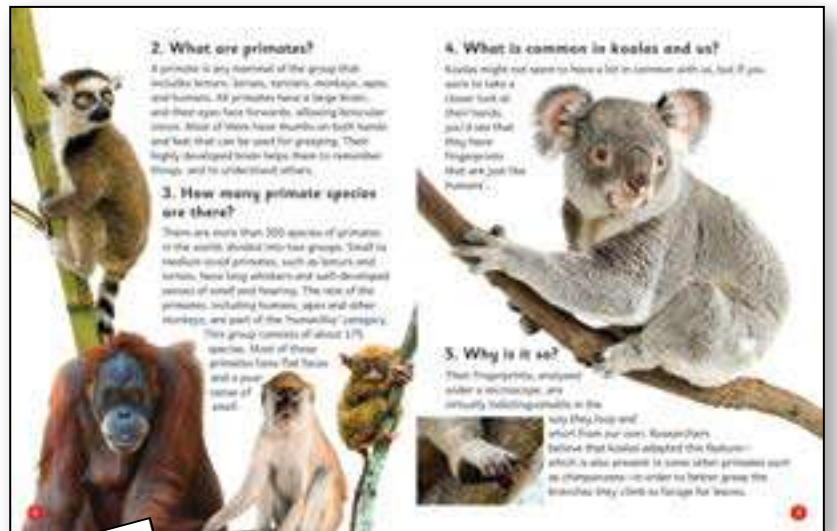 2. What are primates?
A primate is any mammal of the group that
includes lemurs, lorises, tarsiers, monkeys, apes
and humans. All primates have a large brain,
and their eyes face forwards, allowing binocular
vision. Most of them have thumbs on both hands
and feet that can be used for grasping. Their
highly developed brain helps them to remember
things, and to understand others.
3. How many primate species
are there?
There are more than 300 species of primates
in the world, divided into two groups. Small to
medium-sized primates, such as lemurs and
lorises, have long whiskers and well-developed
senses of smell and hearing. The rest of the
primates, including humans, apes and other
monkeys, are part of the category.
This group consists of about 175
species. Most of these
primates have flat faces
and a poor
sense of
smell.
4. What is common in koalas and us?
Koalas might not seem to have a lot in common with us, but if you
were to take a
closer look at
their hands,
you'd see that
they have
fingerprints
that are just like
humans'.
5. Why is it so?
Their fingerprints, analysed
under a microscope, are
virtually indistinguishable in the
way they loop and
whorl from our own. Researchers
believe that koalas adapted this feature—
which is also present in some other primates such
as chimpanzees—in order to better grasp the
branches they climb to forage for leaves.